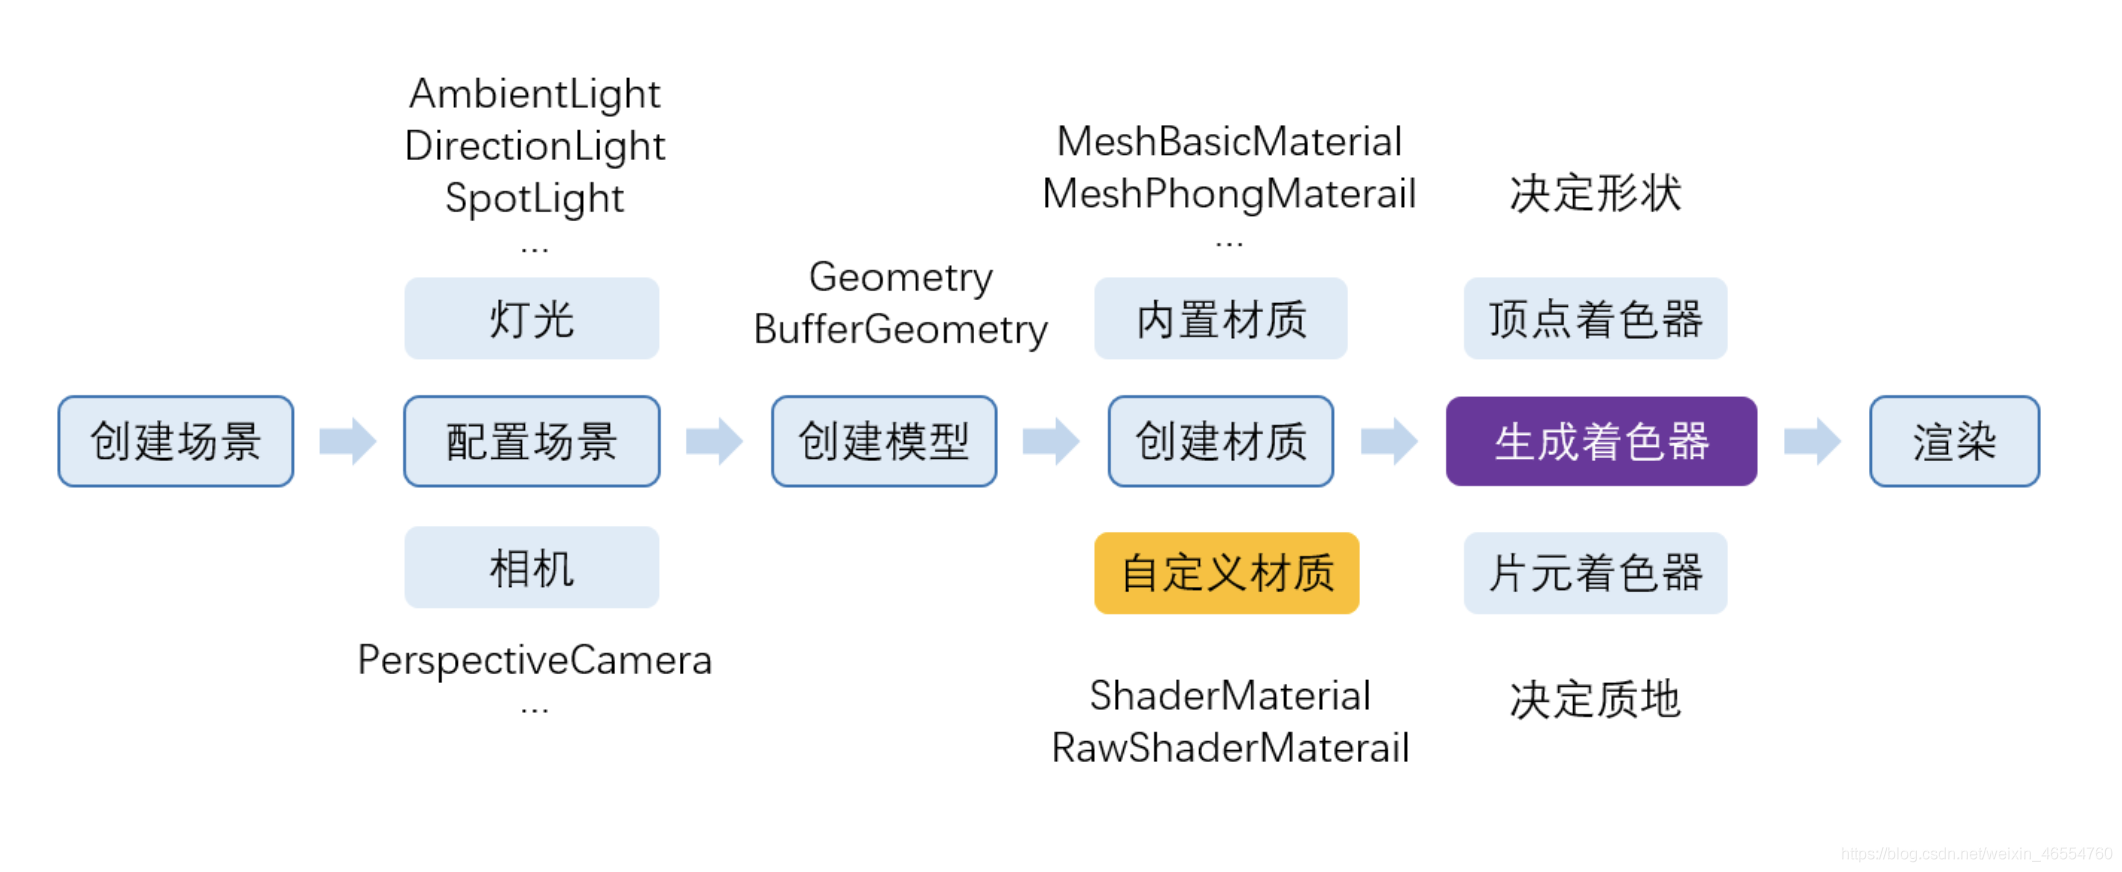 AmbientLight
DirectionLight
SpotLight
...
灯光
创建场景
配置场景
相机
PerspectiveCamera
...
Geometry
BufferGeometry
创建模型
MeshBasicMaterial
MeshPhongMaterail
...
内置材质
创建材质
自定义材质
ShaderMaterial
RawShaderMaterail
决定形状
顶点着色器
生成着色器
片元着色器
决定质地
渲染
https://blog.csdn.net/weixin_46554760